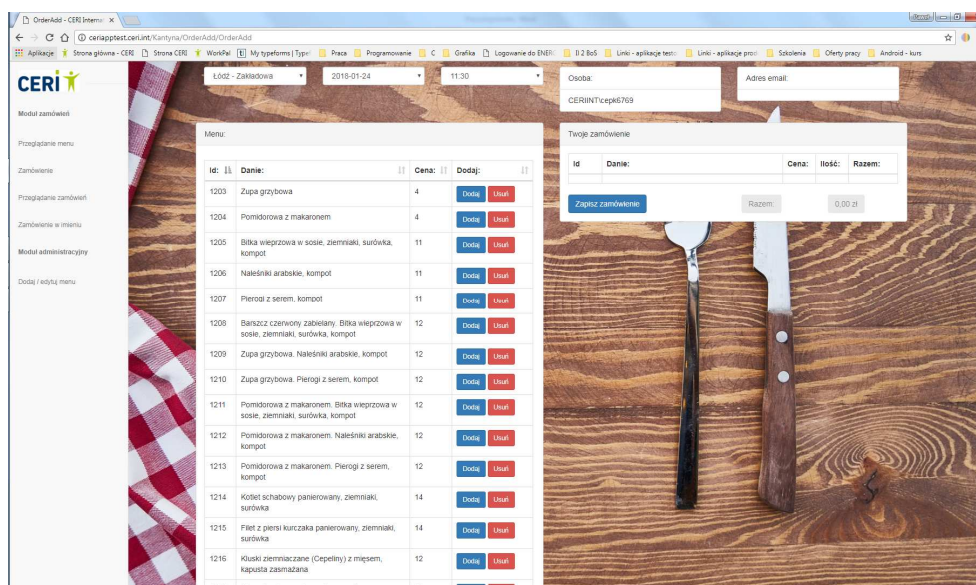 OrderAdd - CERI Internet
ceriapptest.ceri.int/Kantyna/OrderAdd/OrderAdd
Aplikacje Strona główna - CERI Strona CERI WorkPal My typeforms | Typef Praca Programowanie C Grafika Logowanie do ENERG Linki - aplikacje testo Linki - aplikacje prod Szkolenia Oferty pracy Android - kurs
CERI
Moduł zamówień
Przeglądanie menu
Zamówienie
Przeglądanie zamówień
Zamówienie w imieniu
Moduł administracyjny
Dodaj / edytuj menu
Łódź - Zakładowa 2018-01-24 11:30
Osoba: Adres email:
CERIINT\cepk6769
Menu:
Id: Danie: Cena: Dodaj:
1203 Zupa grzybowa 4 Dodaj Usuń
1204 Pomidorowa z makaronem 4 Dodaj Usuń
1205 Bitka wieprzowa w sosie, ziemniaki, surówka, 11 Dodaj Usuń
kompot
1206 Naleśniki arabskie, kompot 11 Dodaj Usuń
1207 Pierogi z serem, kompot 11 Dodaj Usuń
1208 Barszcz czerwony zabielany. Bitka wieprzowa w 12 Dodaj Usuń
sosie, ziemniaki, surówka, kompot
1209 Zupa grzybowa. Naleśniki arabskie, kompot 12 Dodaj Usuń
1210 Zupa grzybowa. Pierogi z serem, kompot 12 Dodaj Usuń
1211 Pomidorowa z makaronem. Bitka wieprzowa w 12 Dodaj Usuń
sosie, ziemniaki, surówka, kompot
1212 Pomidorowa z makaronem. Naleśniki arabskie, 12 Dodaj Usuń
kompot
1213 Pomidorowa z makaronem. Pierogi z serem, 12 Dodaj Usuń
kompot
1214 Kotlet schabowy panierowany, ziemniaki, 14 Dodaj Usuń
surówka
1215 Filet z piersi kurczaka panierowany, ziemniaki, 14 Dodaj Usuń
surówka
1216 Kluski ziemniaczane (Cepeliny) z mięsem, 12 Dodaj Usuń
kapusta zasmażana
Twoje zamówienie
Id Danie: Cena: Ilość: Razem:
Zapisz zamówienie Razem: 0,00 zł